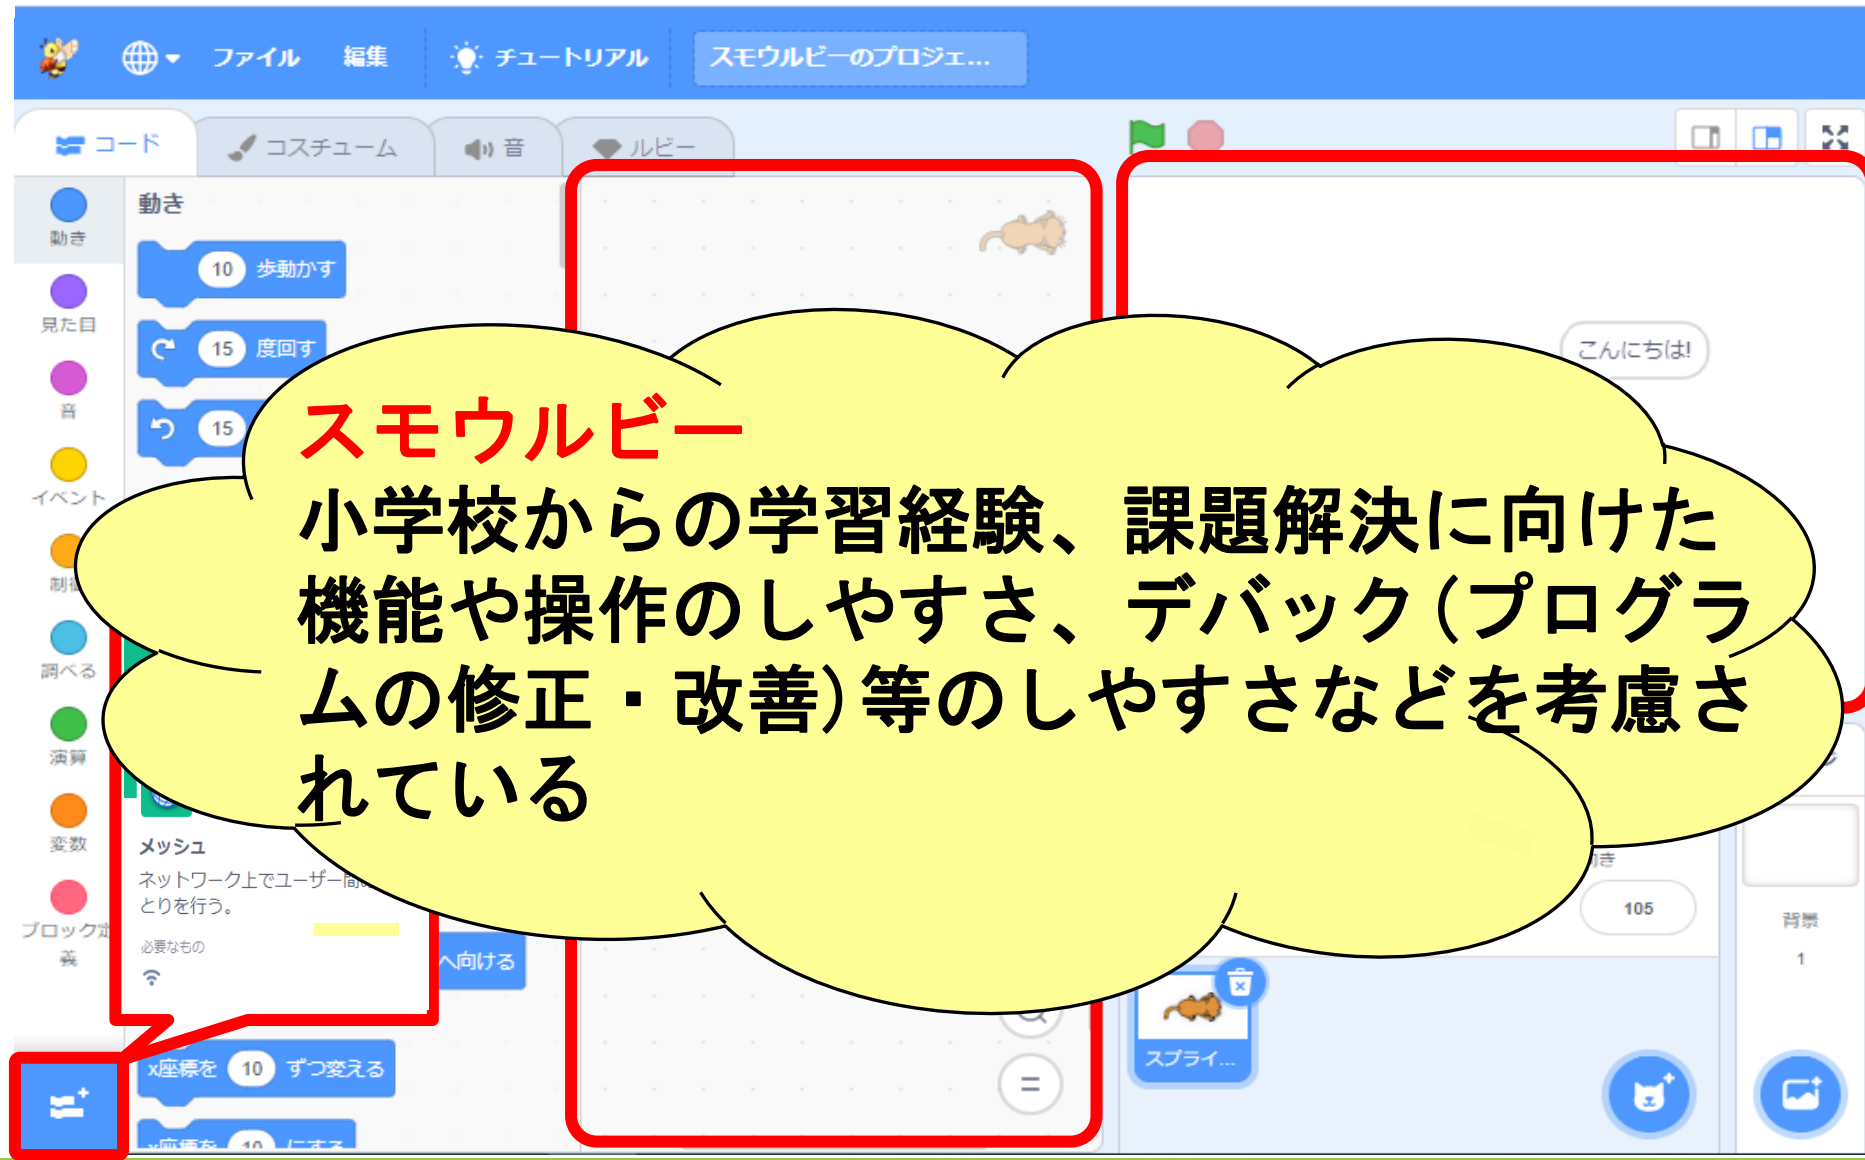 ファイル 編集 チュートリアル スモウルビーのプロジェ...
コード コスチューム 音 ルビー
動き
見た目
音
イベント
調べる
演算
変数
ブロック定
義
動き
10 歩動かす
15 度回す
15
こんにちは!
スモウルビー
小学校からの学習経験、課題解決に向けた
機能や操作のしやすさ、デバック(プログラ
ムの修正・改善)等のしやすさなどを考慮さ
れている
メッシュ
ネットワーク上でユーザー間
とりを行う。
必要なもの
へ向ける
x座標を 10 ずつ変える
x座標を 10 にする
105
スプライ...
背景
1